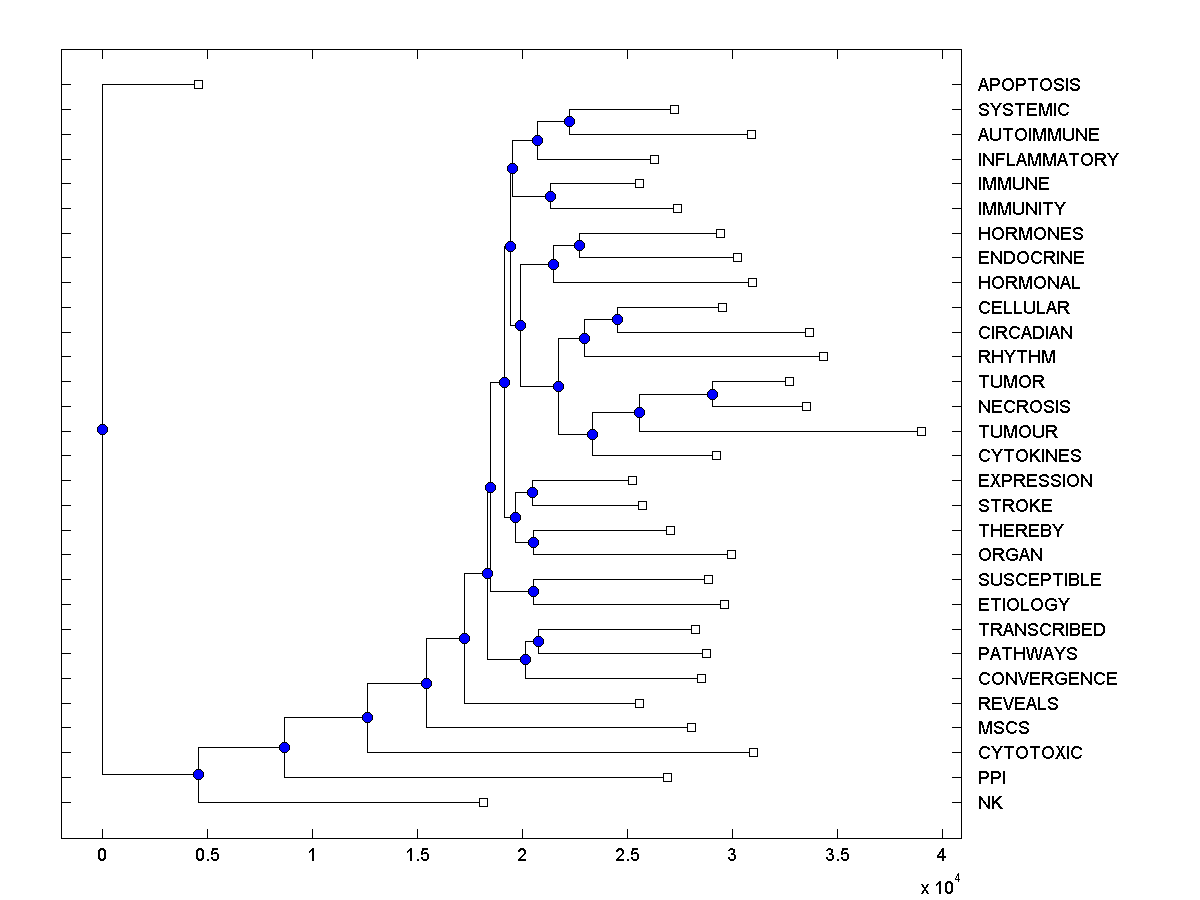 APOPTOSIS
SYSTEMIC
AUTOIMMUNE
INFLAMMATORY
IMMUNE
IMMUNITY
HORMONES
ENDOCRINE
HORMONAL
CELLULAR
CIRCADIAN
RHYTHM
TUMOR
NECROSIS
TUMOUR
CYTOKINES
EXPRESSION
STROKE
THEREBY
ORGAN
SUSCEPTIBLE
ETIOLOGY
TRANSCRIBED
PATHWAYS
CONVERGENCE
REVEALS
MSCS
CYTOTOXIC
PPI
NK
0 0.5 1 1.5 2 2.5 3 3.5 4
x 10^4